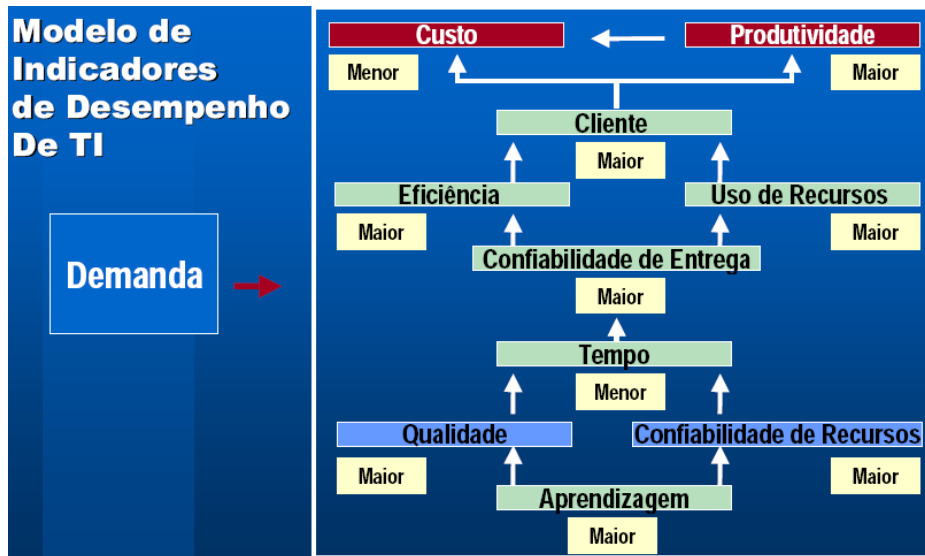 Modelo de
Indicadores
de Desempenho
De TI
Demanda
Custo
Produtividade
Menor
Maior
Cliente
Maior
Eficiência
Uso de Recursos
Maior
Maior
Confiabilidade de Entrega
Maior
Tempo
Menor
Qualidade
Confiabilidade de Recursos
Maior
Maior
Aprendizagem
Maior